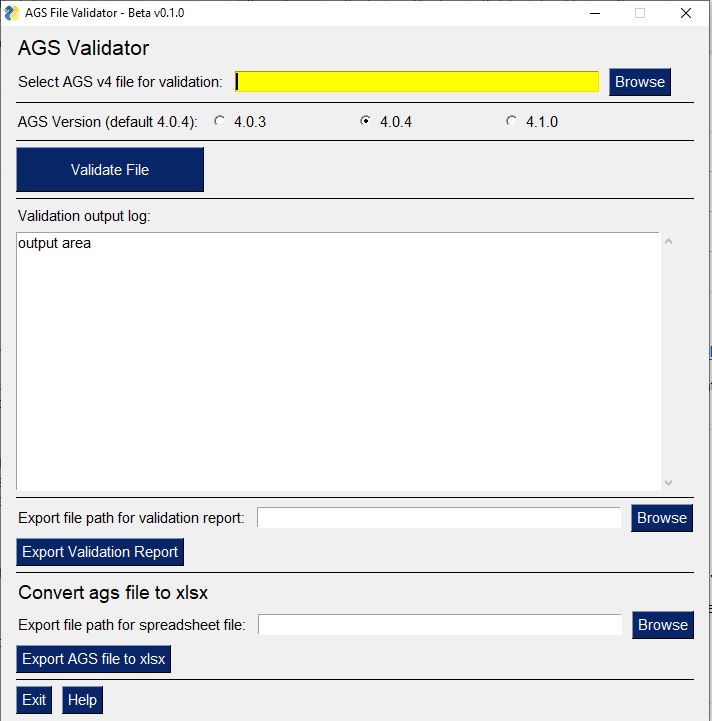 AGS File Validator - Beta v0.1.0
AGS Validator
Select AGS v4 file for validation: Browse
AGS Version (default 4.0.4): 4.0.3 4.0.4 4.1.0
Validate File
Validation output log:
output area
Export file path for validation report: Browse
Export Validation Report
Convert ags file to xlsx
Export file path for spreadsheet file: Browse
Export AGS file to xlsx
Exit Help